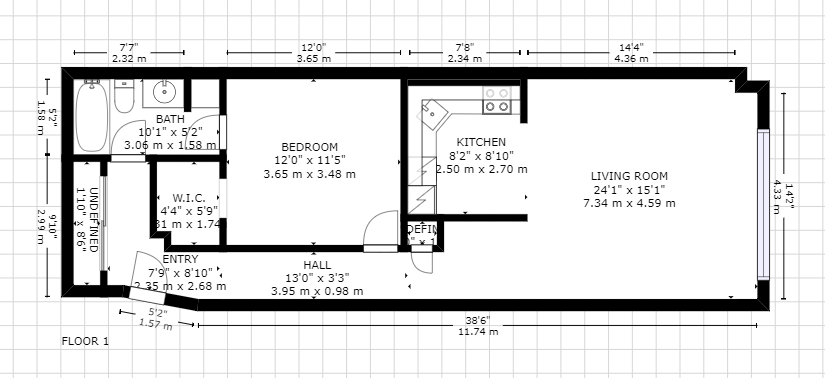 7'7"
2.32 m
12'0"
3.65 m
7'8"
2.34 m
14'4"
4.36 m
5'2"
1.58 m
BATH
10'1" x 5'2"
3.06 m x 1.58 m
BEDROOM
12'0" x 11'5"
3.65 m x 3.48 m
KITCHEN
8'2" x 8'10"
2.50 m x 2.70 m
LIVING ROOM
24'1" x 15'1"
7.34 m x 4.59 m
14'2"
4.33 m
9'10"
2.99 m
UNDEFINED
1'10" x 8'6"
W.I.C.
4'4" x 5'9"
31 m x 1.74
DEFIN
ENTRY
7'9" x 8'10"
2.35 m x 2.68 m
HALL
13'0" x 3'3"
3.95 m x 0.98 m
5'2"
1.57 m
38'6"
11.74 m
FLOOR 1